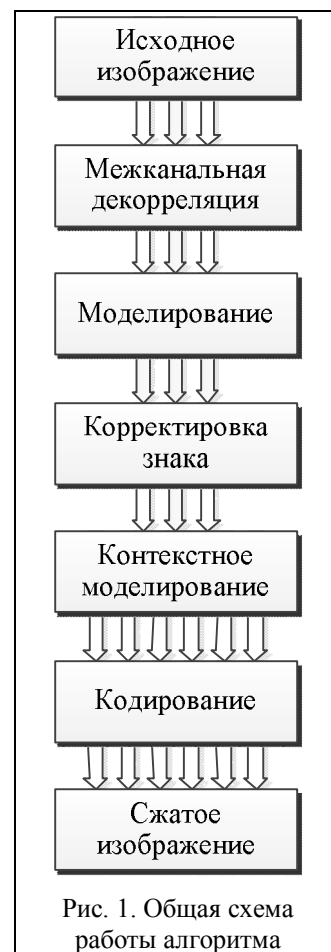 Исходное
изображение
Межканальная
декорреляция
Моделирование
Корректировка
знака
Контекстное
моделирование
Кодирование
Сжатое
изображение
Рис. 1. Общая схема
работы алгоритма